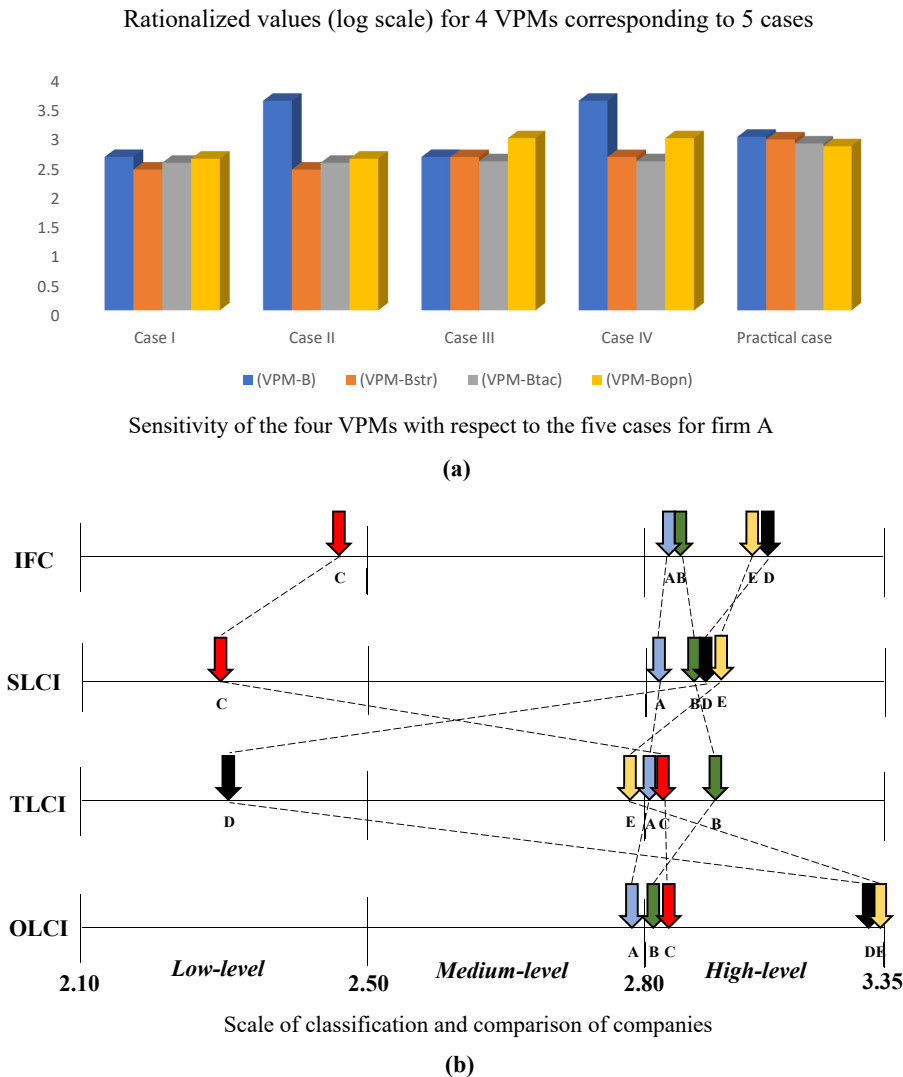 Rationalized values (log scale) for 4 VPMs corresponding to 5 cases
4
3.5
3
2.5
2
1.5
1
0.5
0
Case I Case II Case III Case IV Practical case
(VPM-B) (VPM-Bstr) (VPM-Btac) (VPM-Bopn)
Sensitivity of the four VPMs with respect to the five cases for firm A
(a)
IFC
C A B E D
SLCI
C A B D E
TLCI
D E A C B
OLCI
A B C D E
Low-level Medium-level High-level
2.10 2.50 2.80 3.35
Scale of classification and comparison of companies
(b)